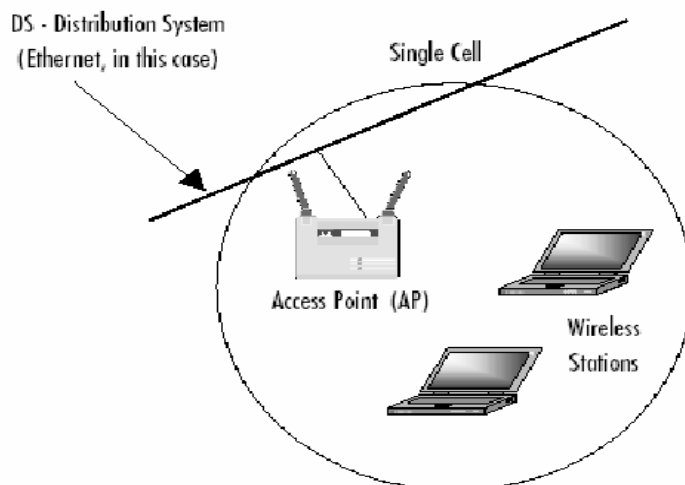 DS - Distribution System
(Ethernet, in this case)
Single Cell
Access Point (AP)
Wireless
Stations